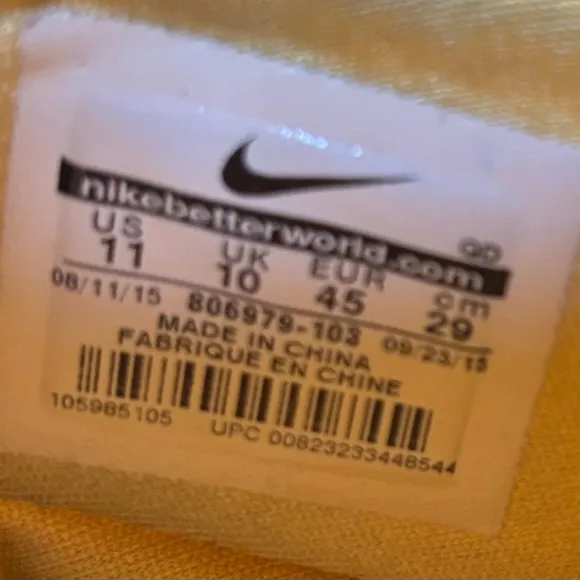 nikebetterworld.com QD
US UK EUR cm
11 10 45 29
08/11/15 806979-103 09/23/15
MADE IN CHINA
FABRIQUE EN CHINE
105985105 UPC 00823233448544